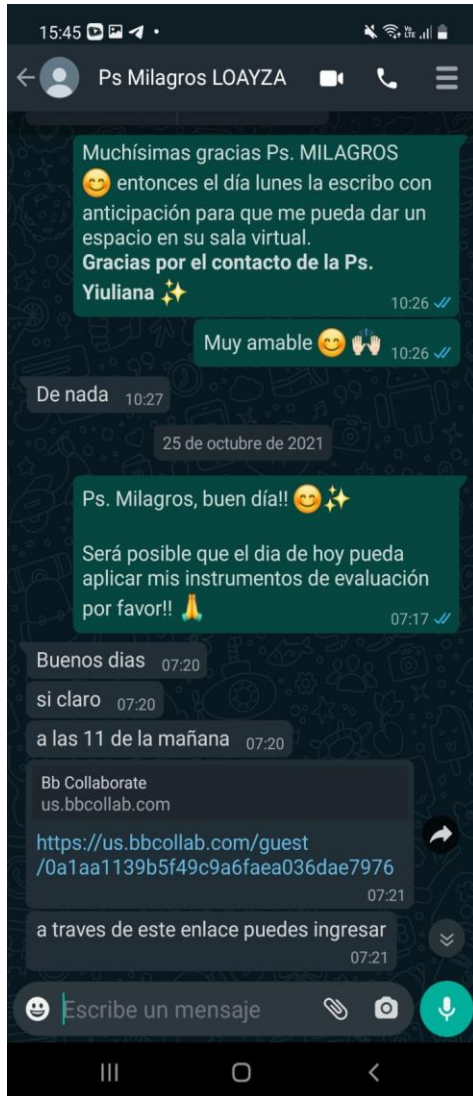 15:45
Ps Milagros LOAYZA
Muchísimas gracias Ps. MILAGROS
😊 entonces el día lunes la escribo con
anticipación para que me pueda dar un
espacio en su sala virtual.
Gracias por el contacto de la Ps.
Yiuliana ✨
10:26
Muy amable 😊 🙌🏻 10:26
De nada 10:27
25 de octubre de 2021
Ps. Milagros, buen día!! 😊✨
Será posible que el dia de hoy pueda
aplicar mis instrumentos de evaluación
por favor!! 🙏
07:17
Buenos dias 07:20
si claro 07:20
a las 11 de la mañana 07:20
Bb Collaborate
us.bbcollab.com
https://us.bbcollab.com/guest
/0a1aa1139b5f49c9a6faea036dae7976
07:21
a traves de este enlace puedes ingresar
07:21
Escribe un mensaje